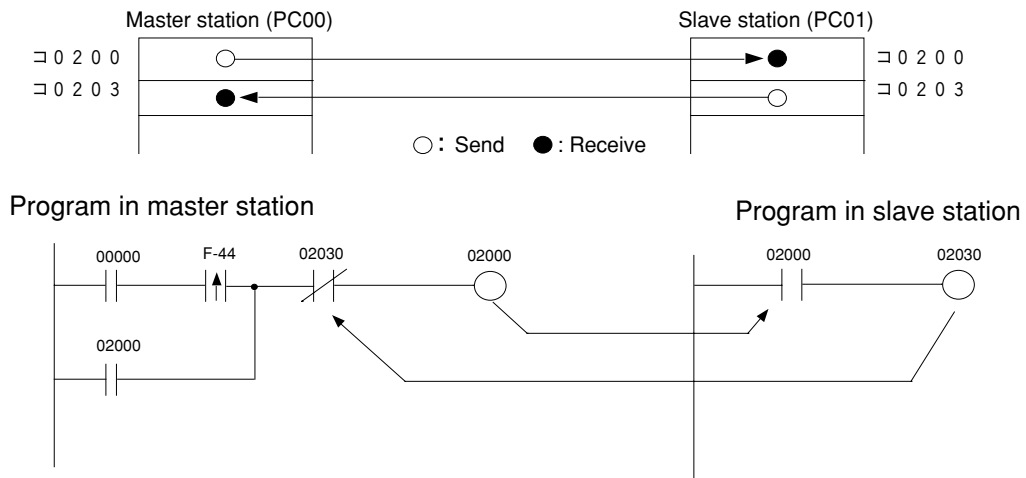 Master station (PC00)
Slave station (PC01)
コ0200
コ0200
コ0203
コ0203
○: Send ●: Receive
Program in master station
Program in slave station
00000 F-44 02030 02000
02000 02030
02000